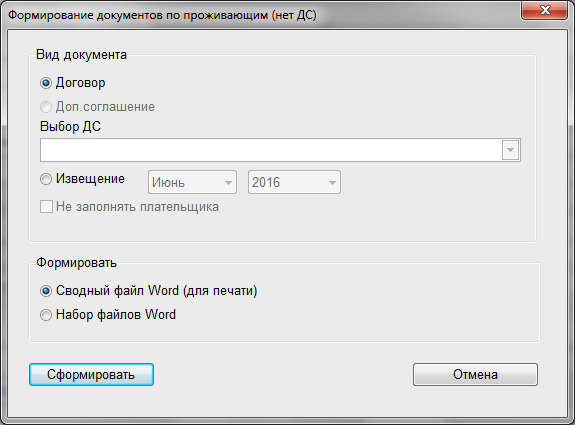 Формирование документов по проживающим (нет ДС)
Вид документа
Договор
Доп.соглашение
Выбор ДС
Извещение Июнь 2016
Не заполнять плательщика
Формировать
Сводный файл Word (для печати)
Набор файлов Word
Сформировать Отмена